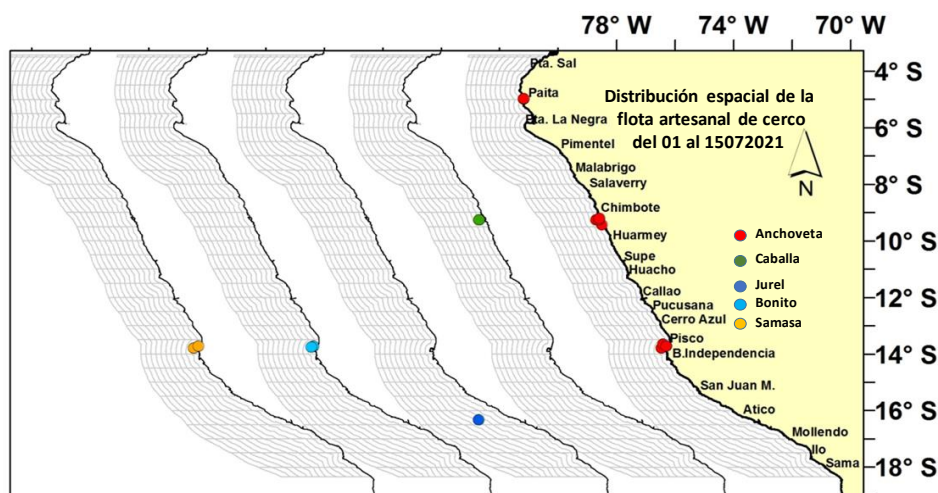 78° W 74° W 70° W
4° S
6° S
8° S
10° S
12° S
14° S
16° S
18° S
Distribución espacial de la
flota artesanal de cerco
del 01 al 15072021
N
Pta. Sal
Paita
Pta. La Negra
Pimentel
Malabrigo
Salaverry
Chimbote
Huarmey
Supe
Huacho
Callao
Pucusana
Cerro Azul
Pisco
B.Independencia
San Juan M.
Atico
Mollendo
Ilo
Sama
Anchoveta
Caballa
Jurel
Bonito
Samasa